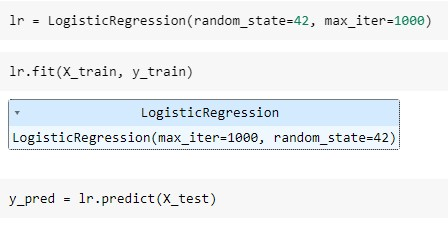 lr = LogisticRegression(random_state=42, max_iter=1000)
lr.fit(X_train, y_train)
LogisticRegression
LogisticRegression(max_iter=1000, random_state=42)
y_pred = lr.predict(X_test)